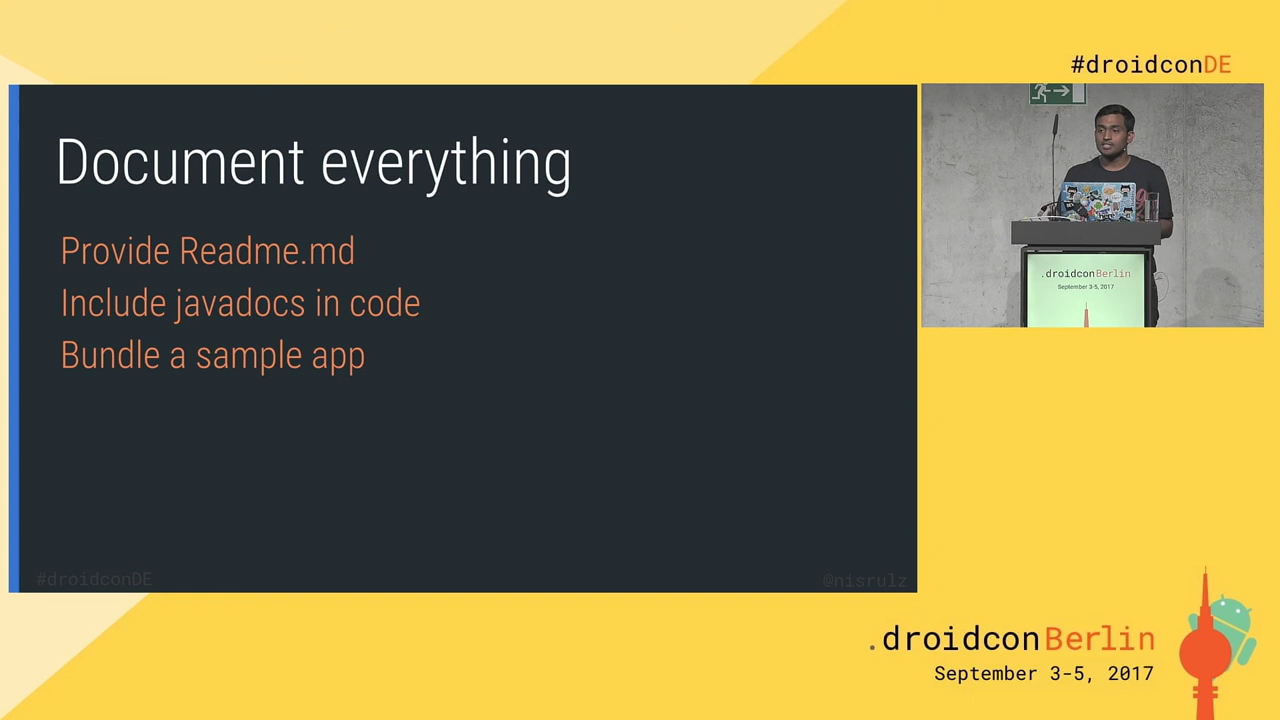 #droidconDE
Document everything
Provide Readme.md
Include javadocs in code
Bundle a sample app
#droidconDE
@nisrulz
.droidconBerlin
September 3-5, 2017
.droidconBerlin
September 3-5, 2017